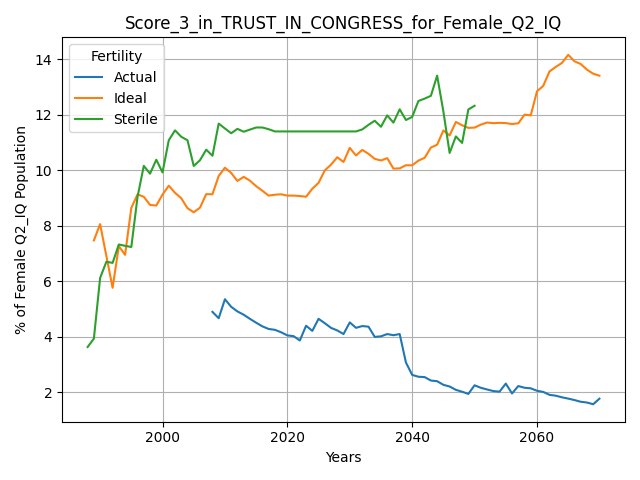 Score_3_in_TRUST_IN_CONGRESS_for_Female_Q2_IQ
Fertility
Actual
Ideal
Sterile
% of Female Q2_IQ Population
14
12
10
8
6
4
2
2000
2020
2040
2060
Years